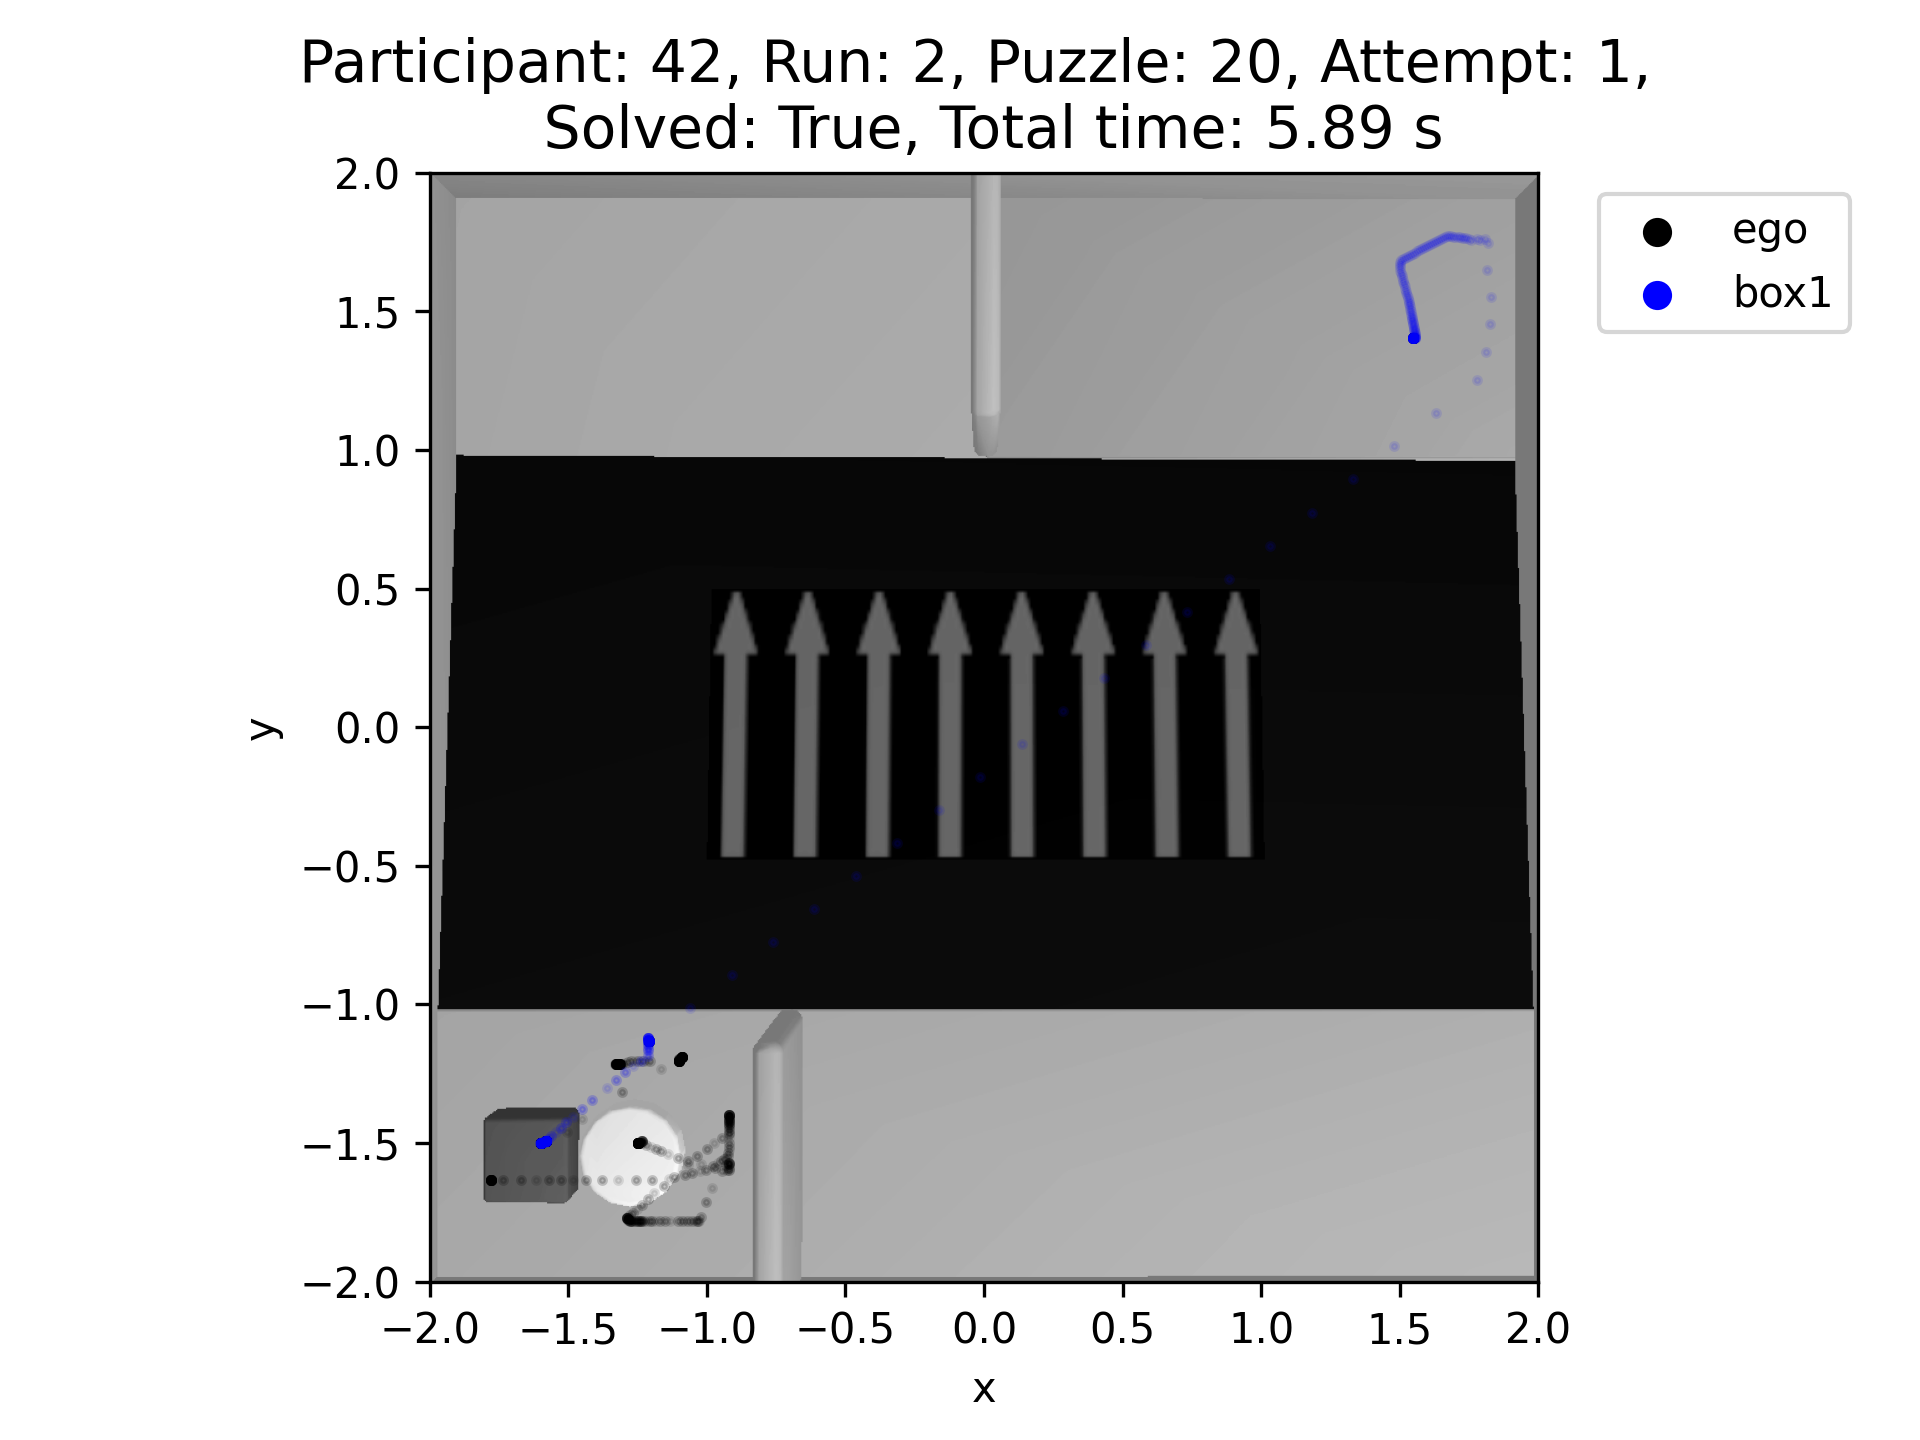 Participant: 42, Run: 2, Puzzle: 20, Attempt: 1,
Solved: True, Total time: 5.89 s
ego
box1
2.0
1.5
1.0
0.5
0.0
−0.5
−1.0
−1.5
−2.0
y
−2.0 −1.5 −1.0 −0.5 0.0 0.5 1.0 1.5 2.0
x